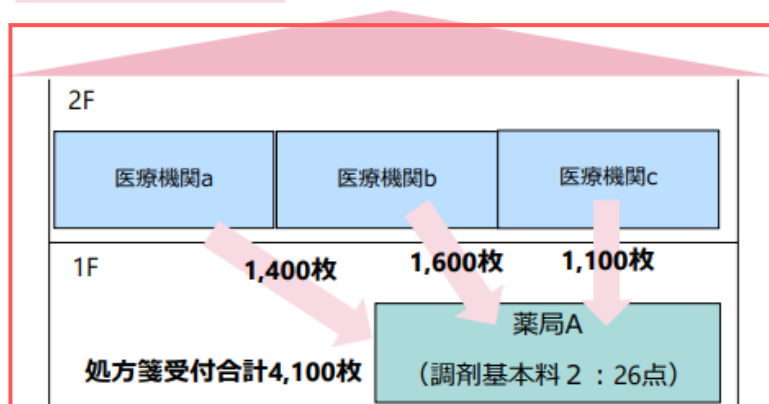 2F
医療機関a
医療機関b
医療機関c
1F
1,400枚
1,600枚
1,100枚
薬局A
処方箋受付合計4,100枚
（調剤基本料２：26点）